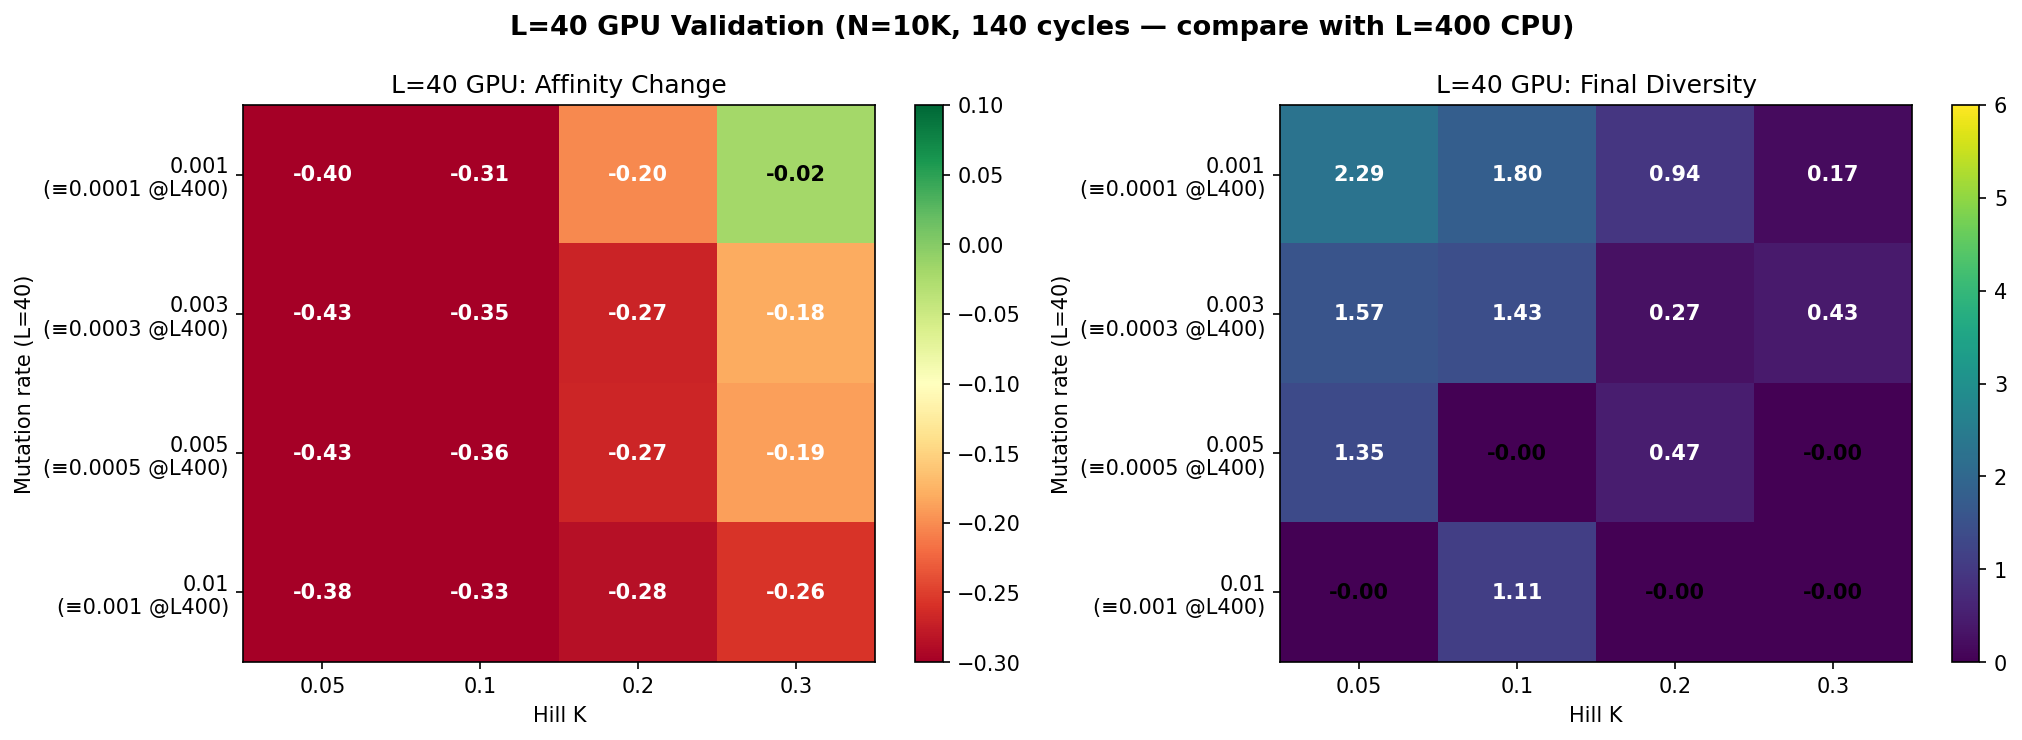 L=40 GPU Validation (N=10K, 140 cycles — compare with L=400 CPU)
L=40 GPU: Affinity Change
Mutation rate (L=40)
0.001
(≡0.0001 @L400)
0.003
(≡0.0003 @L400)
0.005
(≡0.0005 @L400)
0.01
(≡0.001 @L400)
-0.40 -0.31 -0.20 -0.02
-0.43 -0.35 -0.27 -0.18
-0.43 -0.36 -0.27 -0.19
-0.38 -0.33 -0.28 -0.26
0.05 0.1 0.2 0.3
Hill K
0.10
0.05
0.00
−0.05
−0.10
−0.15
−0.20
−0.25
−0.30
L=40 GPU: Final Diversity
Mutation rate (L=40)
0.001
(≡0.0001 @L400)
0.003
(≡0.0003 @L400)
0.005
(≡0.0005 @L400)
0.01
(≡0.001 @L400)
2.29 1.80 0.94 0.17
1.57 1.43 0.27 0.43
1.35 -0.00 0.47 -0.00
-0.00 1.11 -0.00 -0.00
0.05 0.1 0.2 0.3
Hill K
6
5
4
3
2
1
0